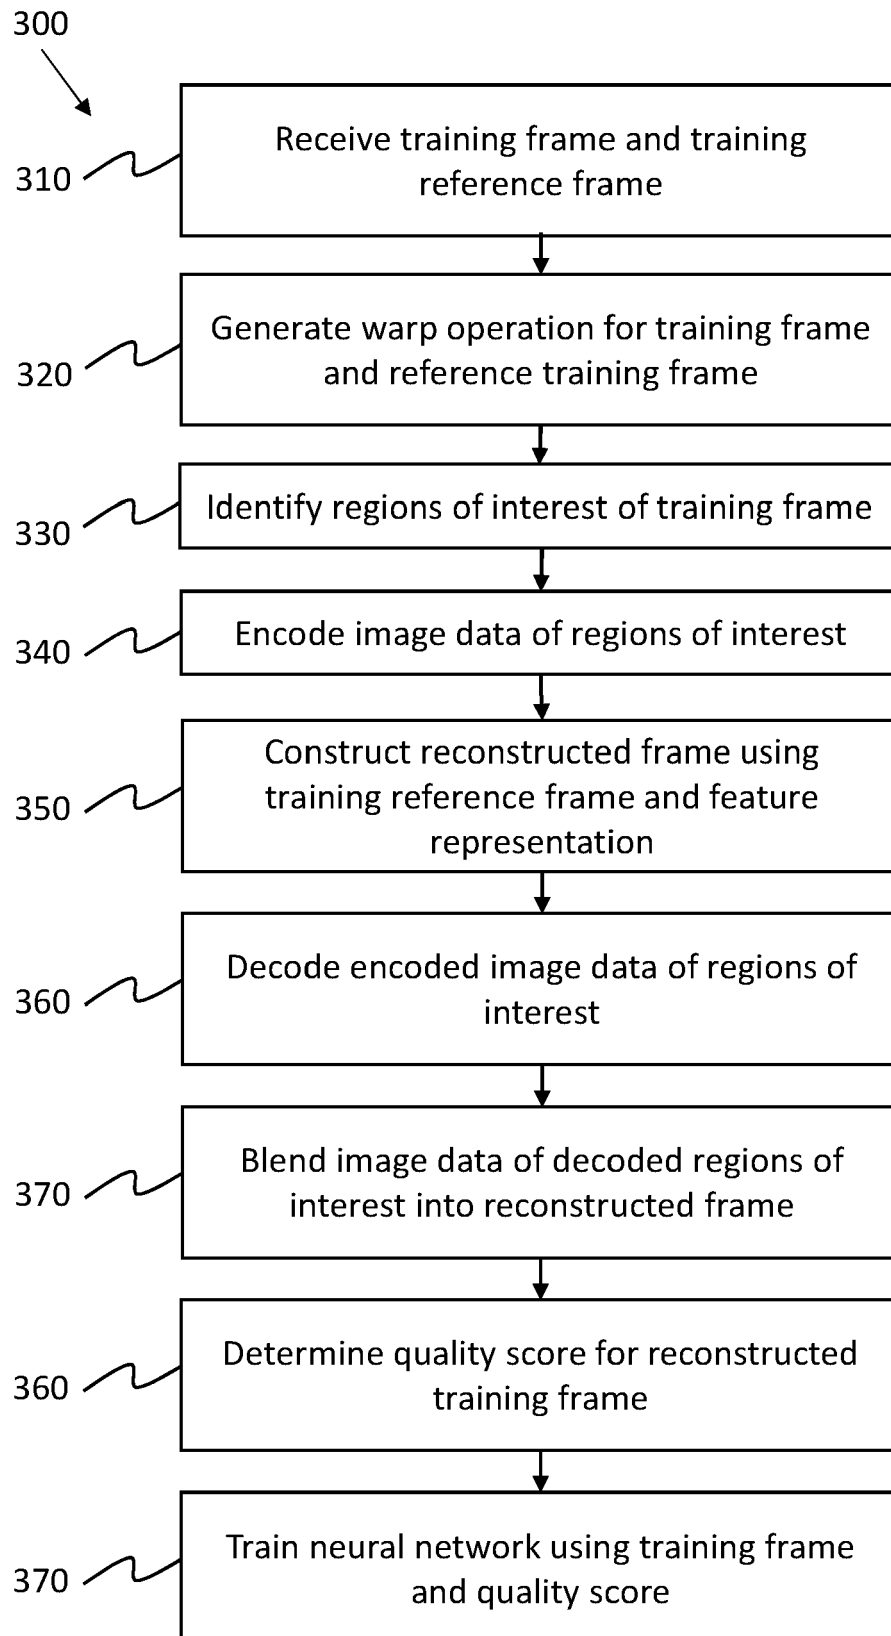 300
310
Receive training frame and training
reference frame
320
Generate warp operation for training frame
and reference training frame
330
Identify regions of interest of training frame
340
Encode image data of regions of interest
350
Construct reconstructed frame using
training reference frame and feature
representation
360
Decode encoded image data of regions of
interest
370
Blend image data of decoded regions of
interest into reconstructed frame
360
Determine quality score for reconstructed
training frame
370
Train neural network using training frame
and quality score